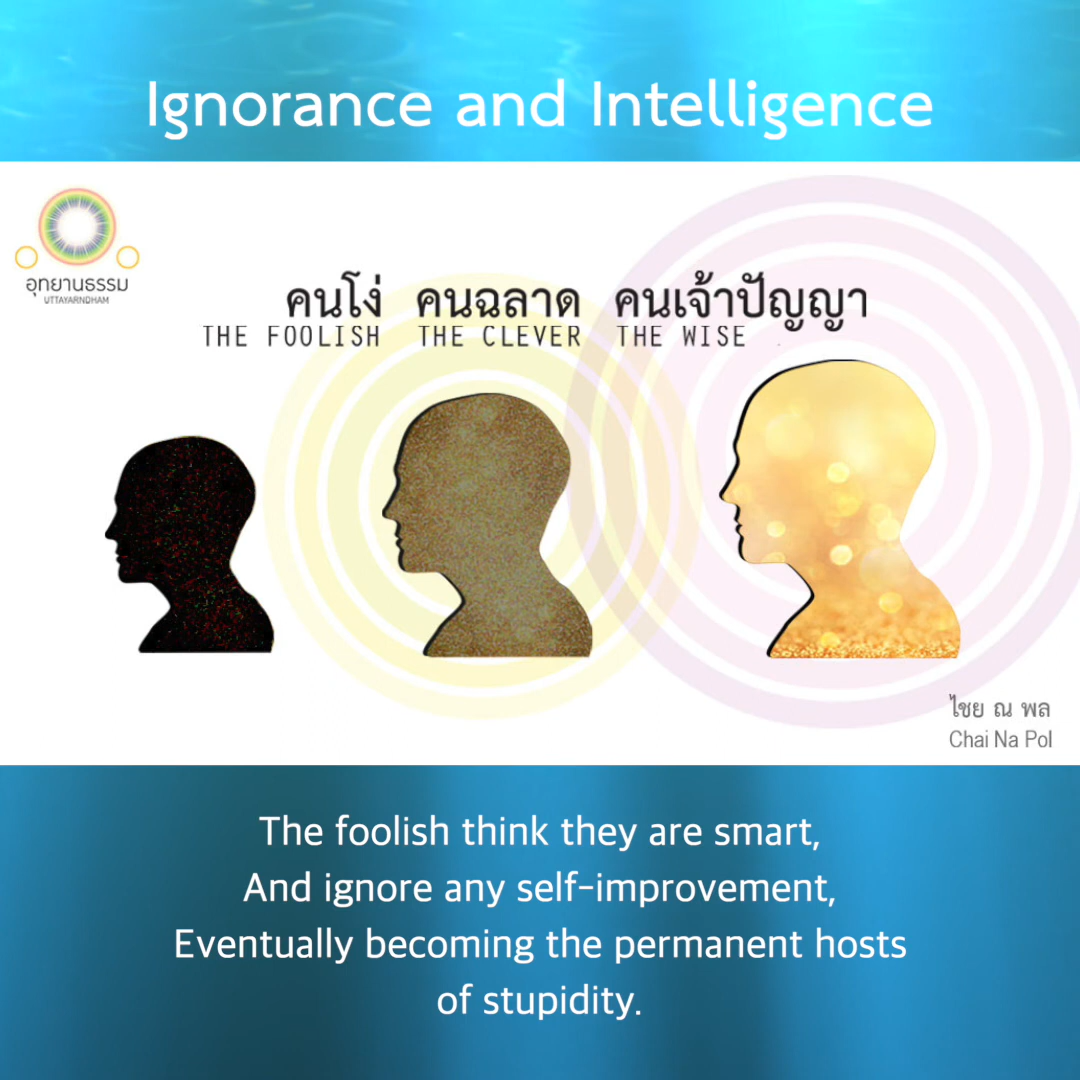 Ignorance and Intelligence
อุทยานธรรม
UTTAYARNDHAM
คนโง่ คนฉลาด คนเจ้าปัญญา
THE FOOLISH THE CLEVER THE WISE
ไชย ณ พล
Chai Na Pol
The foolish think they are smart,
And ignore any self-improvement,
Eventually becoming the permanent hosts
of stupidity.